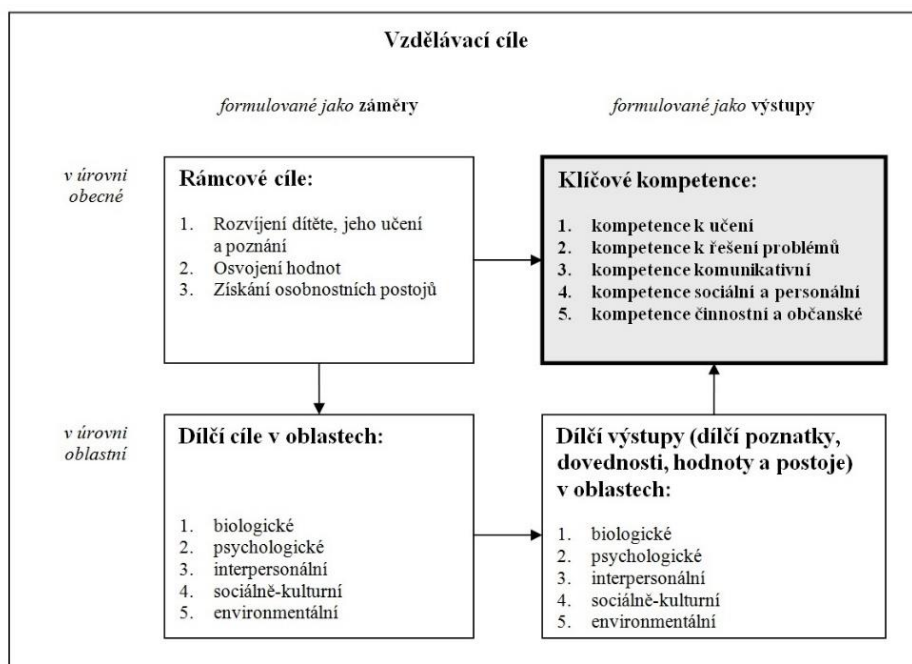 Vzdělávací cíle
formulované jako záměry
formulované jako výstupy
v úrovni
obecné
Rámcové cíle:
1. Rozvíjení dítěte, jeho učení
a poznání
2. Osvojení hodnot
3. Získání osobnostních postojů
Klíčové kompetence:
1. kompetence k učení
2. kompetence k řešení problémů
3. kompetence komunikativní
4. kompetence sociální a personální
5. kompetence činnostní a občanské
v úrovni
oblastní
Dílčí cíle v oblastech:
1. biologické
2. psychologické
3. interpersonální
4. sociálně-kulturní
5. environmentální
Dílčí výstupy (dílčí poznatky,
dovednosti, hodnoty a postoje)
v oblastech:
1. biologické
2. psychologické
3. interpersonální
4. sociálně-kulturní
5. environmentální